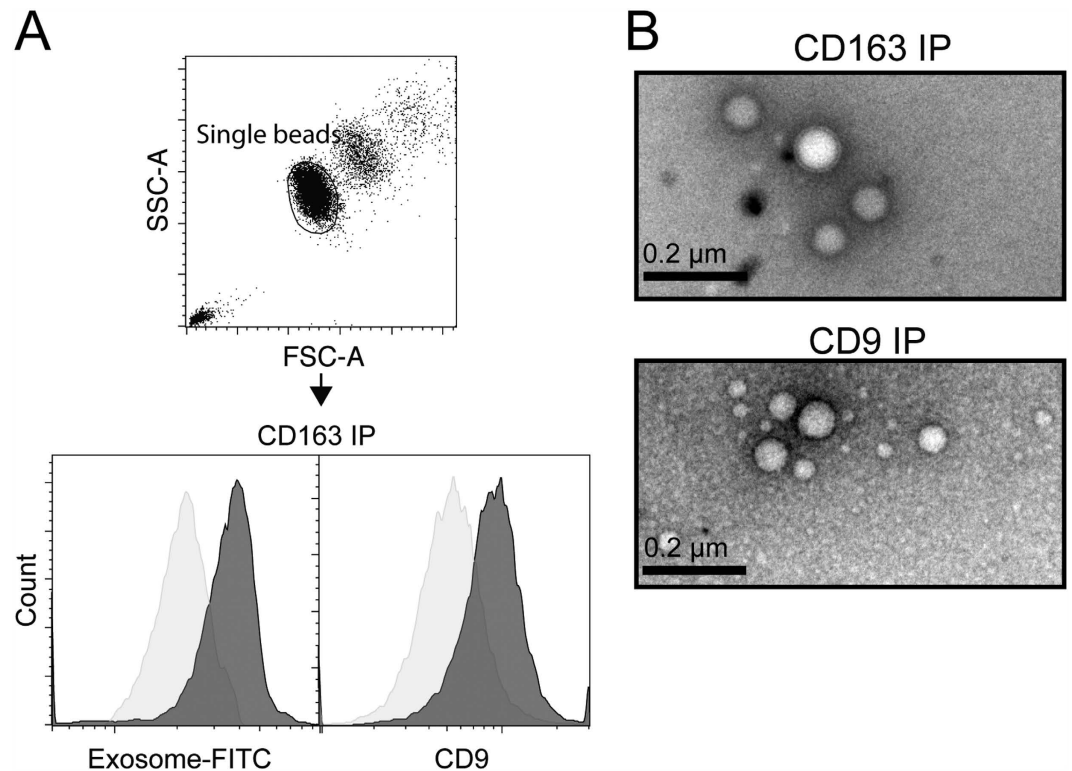 A
Single beads
SSC-A
FSC-A
CD163 IP
Count
Exosome-FITC
CD9
B
CD163 IP
0.2 µm
CD9 IP
0.2 µm